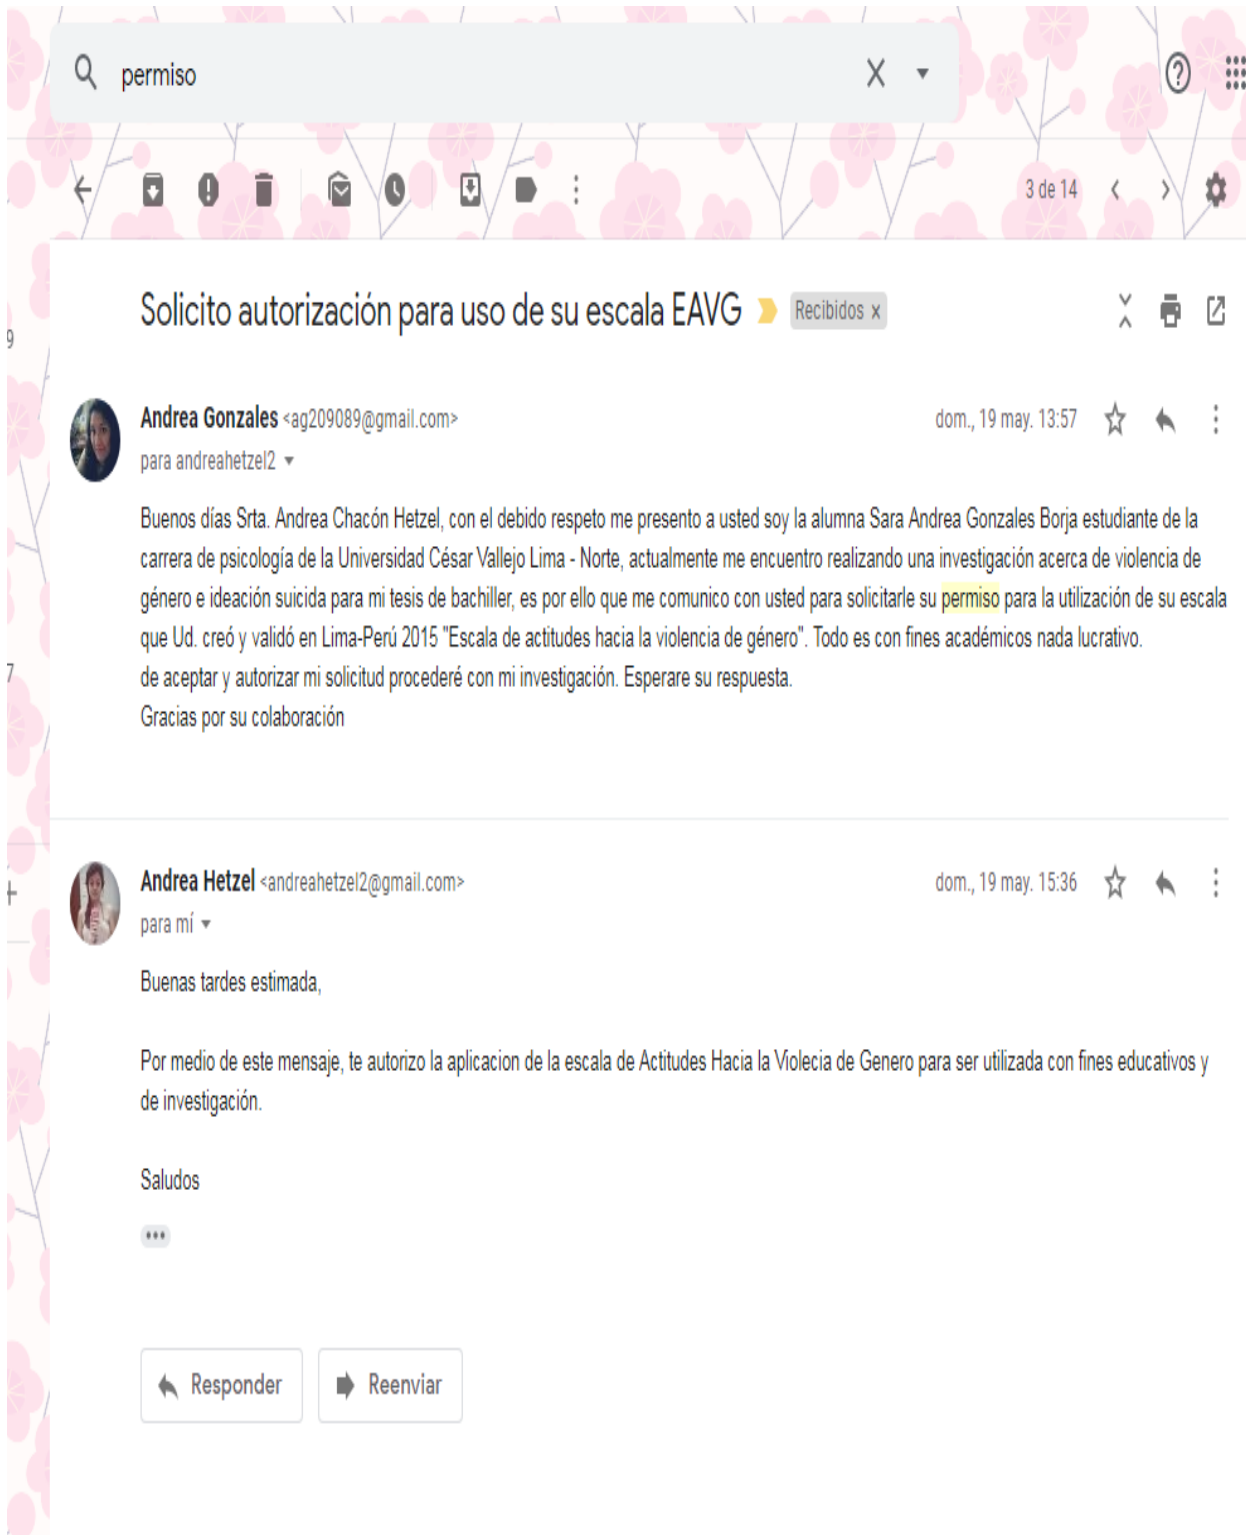 permiso
3 de 14
Solicito autorización para uso de su escala EAVG Recibidos x
9
Andrea Gonzales <ag209089@gmail.com> dom., 19 may. 13:57
para andreahetzel2
Buenos días Srta. Andrea Chacón Hetzel, con el debido respeto me presento a usted soy la alumna Sara Andrea Gonzales Borja estudiante de la
carrera de psicología de la Universidad César Vallejo Lima - Norte, actualmente me encuentro realizando una investigación acerca de violencia de
género e ideación suicida para mi tesis de bachiller, es por ello que me comunico con usted para solicitarle su permiso para la utilización de su escala
que Ud. creó y validó en Lima-Perú 2015 "Escala de actitudes hacia la violencia de género". Todo es con fines académicos nada lucrativo.
7
de aceptar y autorizar mi solicitud procederé con mi investigación. Esperare su respuesta.
Gracias por su colaboración
Andrea Hetzel <andreahetzel2@gmail.com> dom., 19 may. 15:36
para mí
Buenas tardes estimada,
Por medio de este mensaje, te autorizo la aplicacion de la escala de Actitudes Hacia la Violecia de Genero para ser utilizada con fines educativos y
de investigación.
Saludos
Responder Reenviar